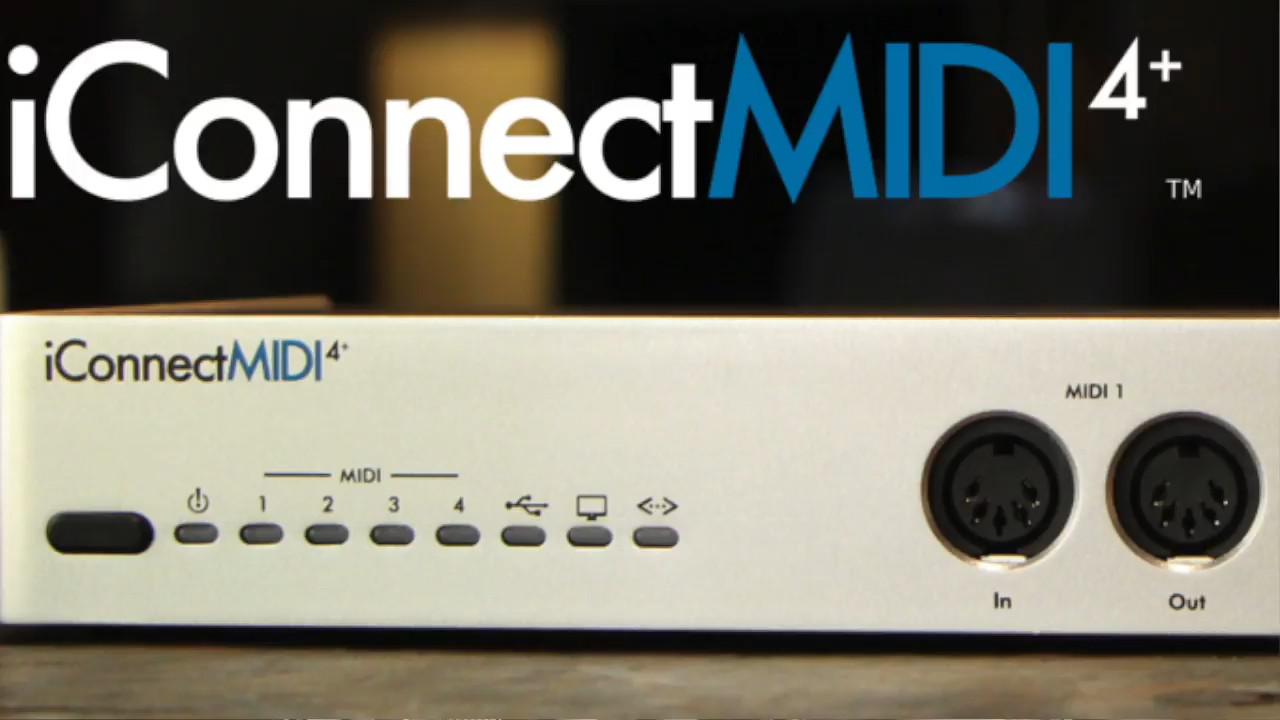 iConnectMIDI4+
TM
iConnectMIDI4+
MIDI 1
MIDI
1 2 3 4
In Out